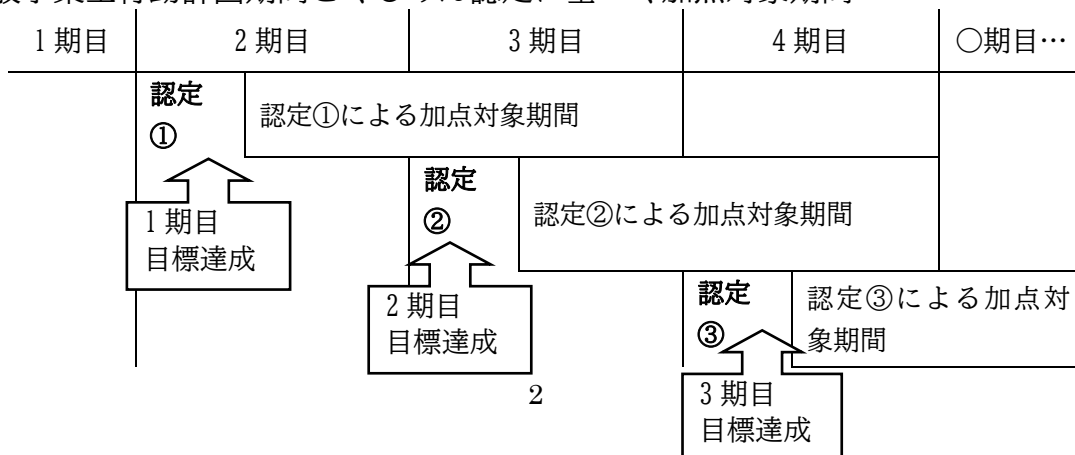 1期目 2期目 3期目 4期目 ○期目…
認定
①
認定①による加点対象期間
1期目
目標達成
認定
②
認定②による加点対象期間
2期目
目標達成
認定
③
認定③による加点対
象期間
3期目
目標達成
2